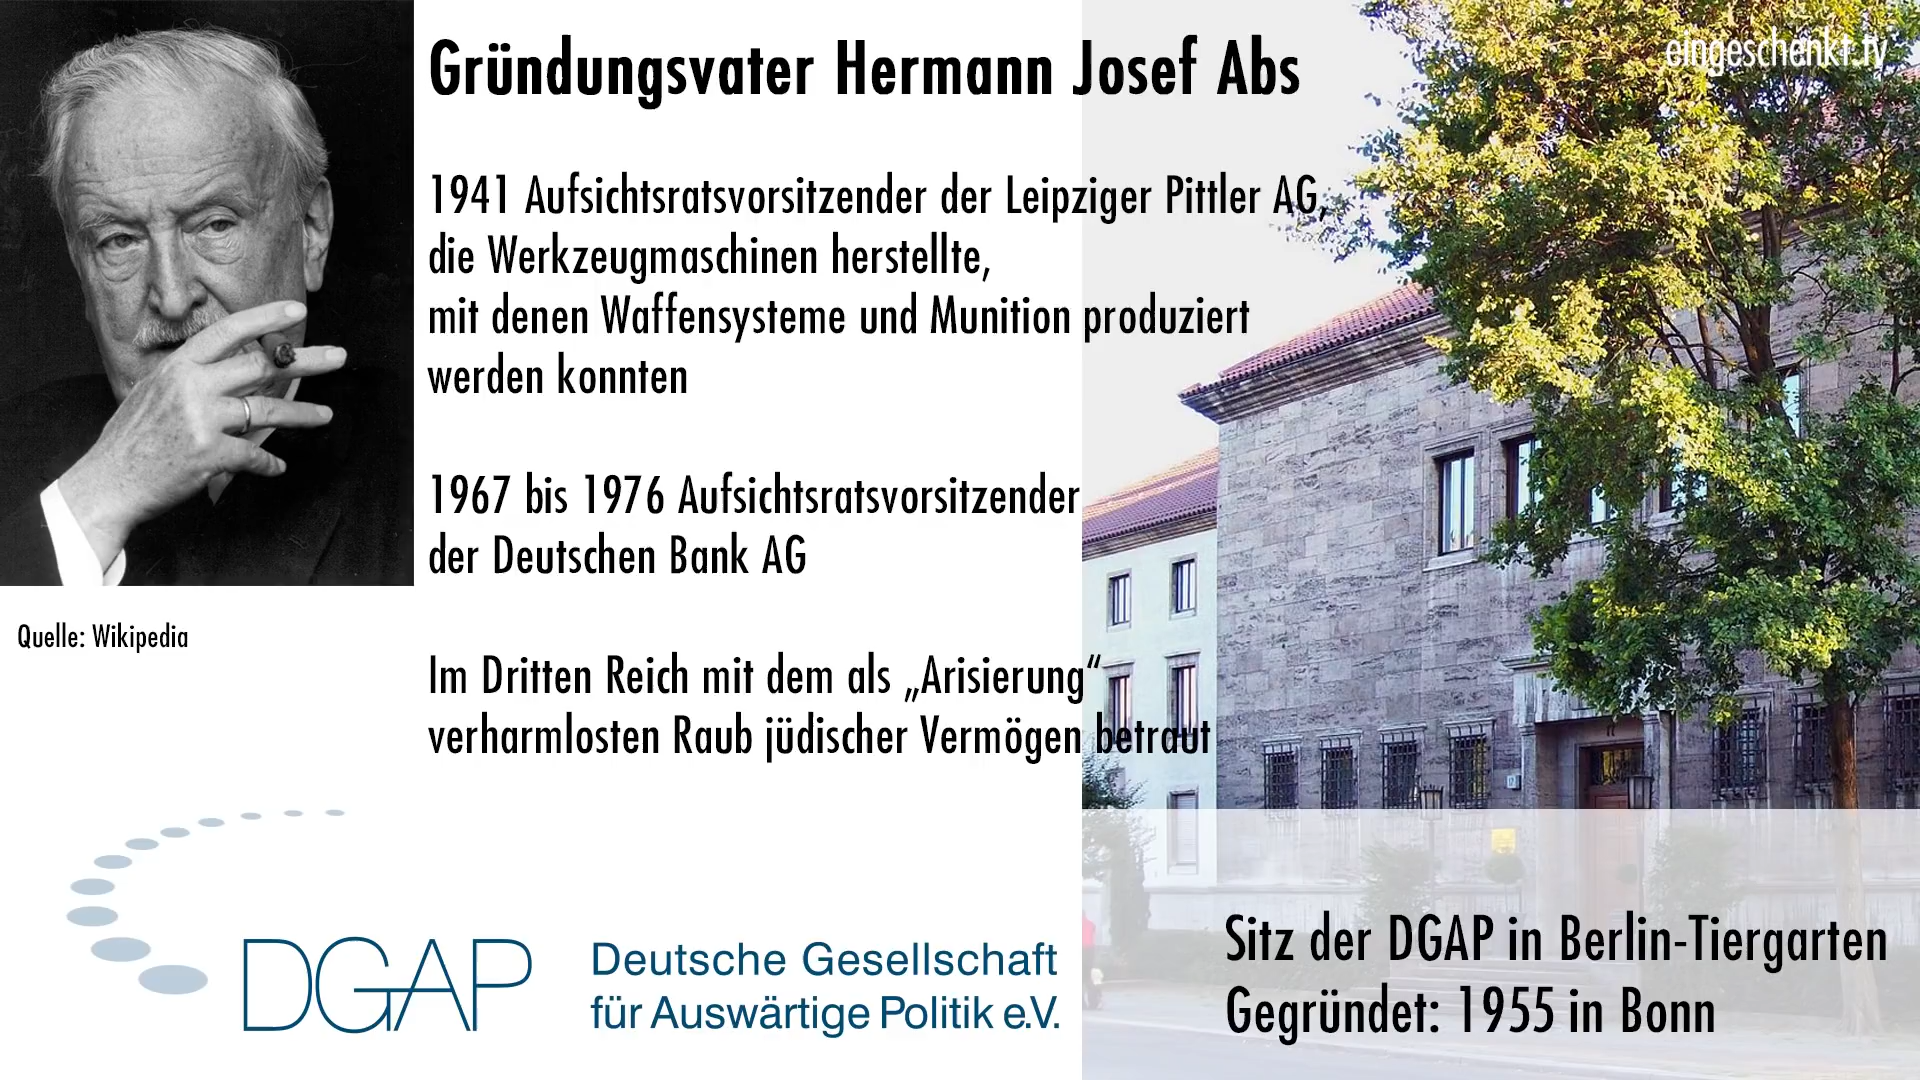 eingeschenkt.tv
Gründungsvater Hermann Josef Abs
1941 Aufsichtsratsvorsitzender der Leipziger Pittler AG,
die Werkzeugmaschinen herstellte,
mit denen Waffensysteme und Munition produziert
werden konnten
1967 bis 1976 Aufsichtsratsvorsitzender
der Deutschen Bank AG
Quelle: Wikipedia
Im Dritten Reich mit dem als „Arisierung“
verharmlosten Raub jüdischer Vermögen betraut
DGAP
Deutsche Gesellschaft
für Auswärtige Politik e.V.
Sitz der DGAP in Berlin-Tiergarten
Gegründet: 1955 in Bonn